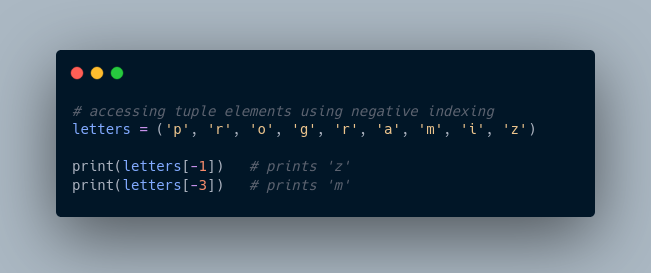 # accessing tuple elements using negative indexing
letters = ('p', 'r', 'o', 'g', 'r', 'a', 'm', 'i', 'z')
print(letters[-1])   # prints 'z'
print(letters[-3])   # prints 'm'